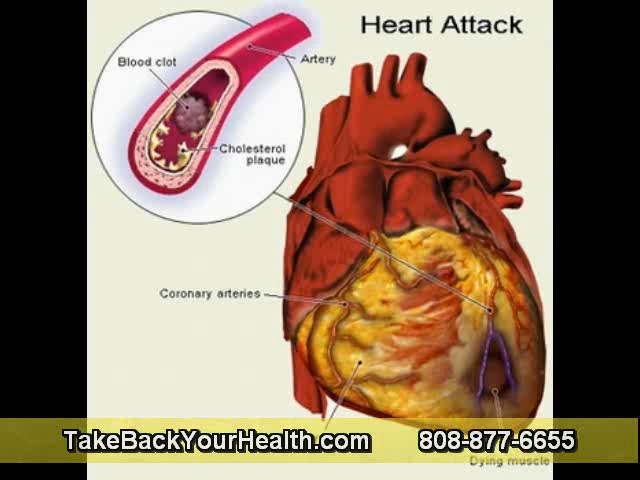 Heart Attack
Blood clot
Artery
Cholesterol
plaque
Coronary arteries
TakeBackYourHealth.com 808-877-6655
Dying muscle